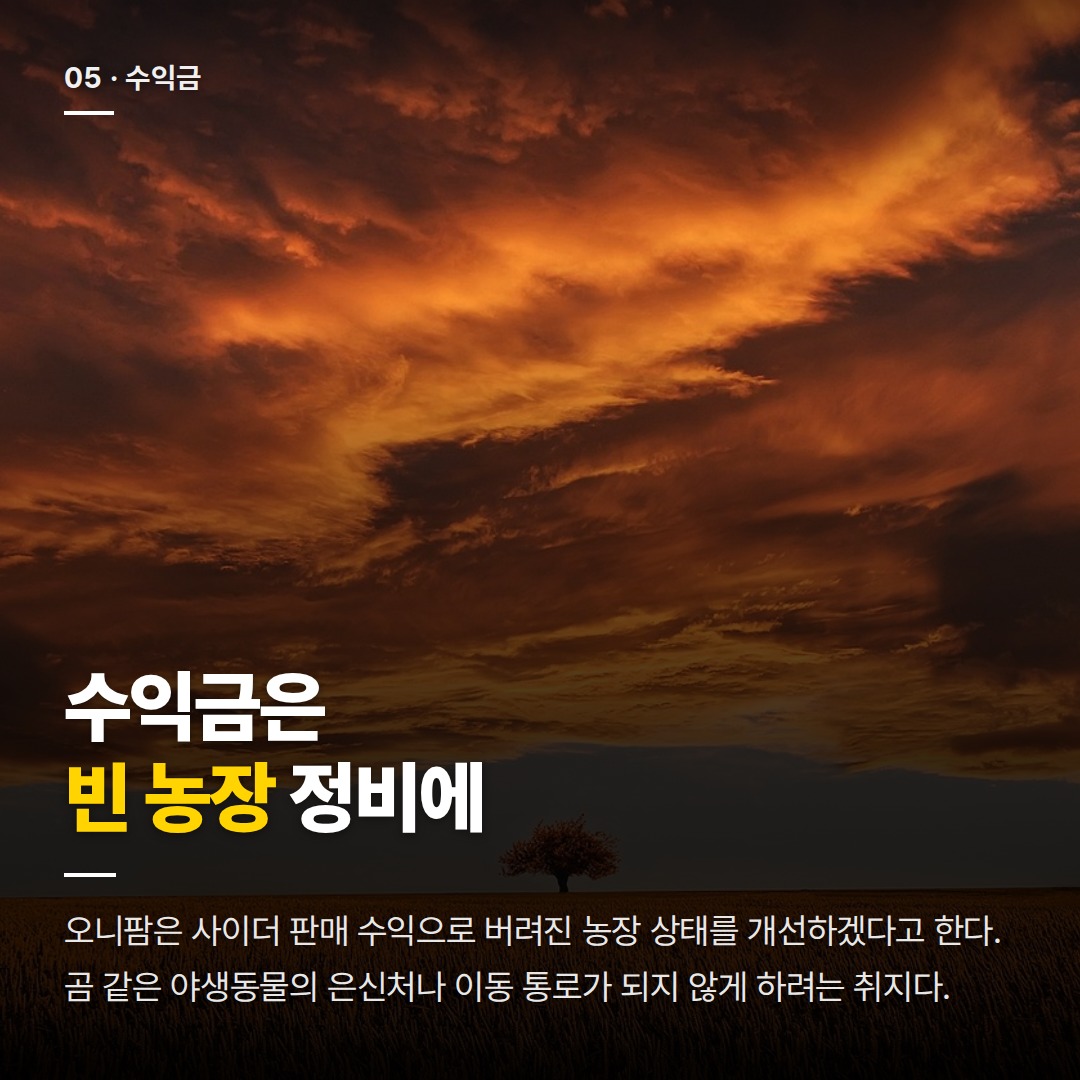 05 · 수익금
수익금은
빈 농장 정비에
오니팜은 사이더 판매 수익으로 버려진 농장 상태를 개선하겠다고 한다.
곰 같은 야생동물의 은신처나 이동 통로가 되지 않게 하려는 취지다.